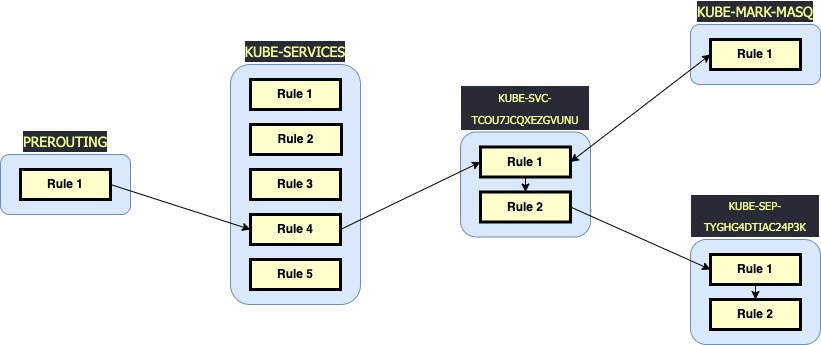 PREROUTING
Rule 1
KUBE-SERVICES
Rule 1
Rule 2
Rule 3
Rule 4
Rule 5
KUBE-SVC-
TCOU7JCQXEZGVUNU
Rule 1
Rule 2
KUBE-MARK-MASQ
Rule 1
KUBE-SEP-
TYGHG4DTIAC24P3K
Rule 1
Rule 2